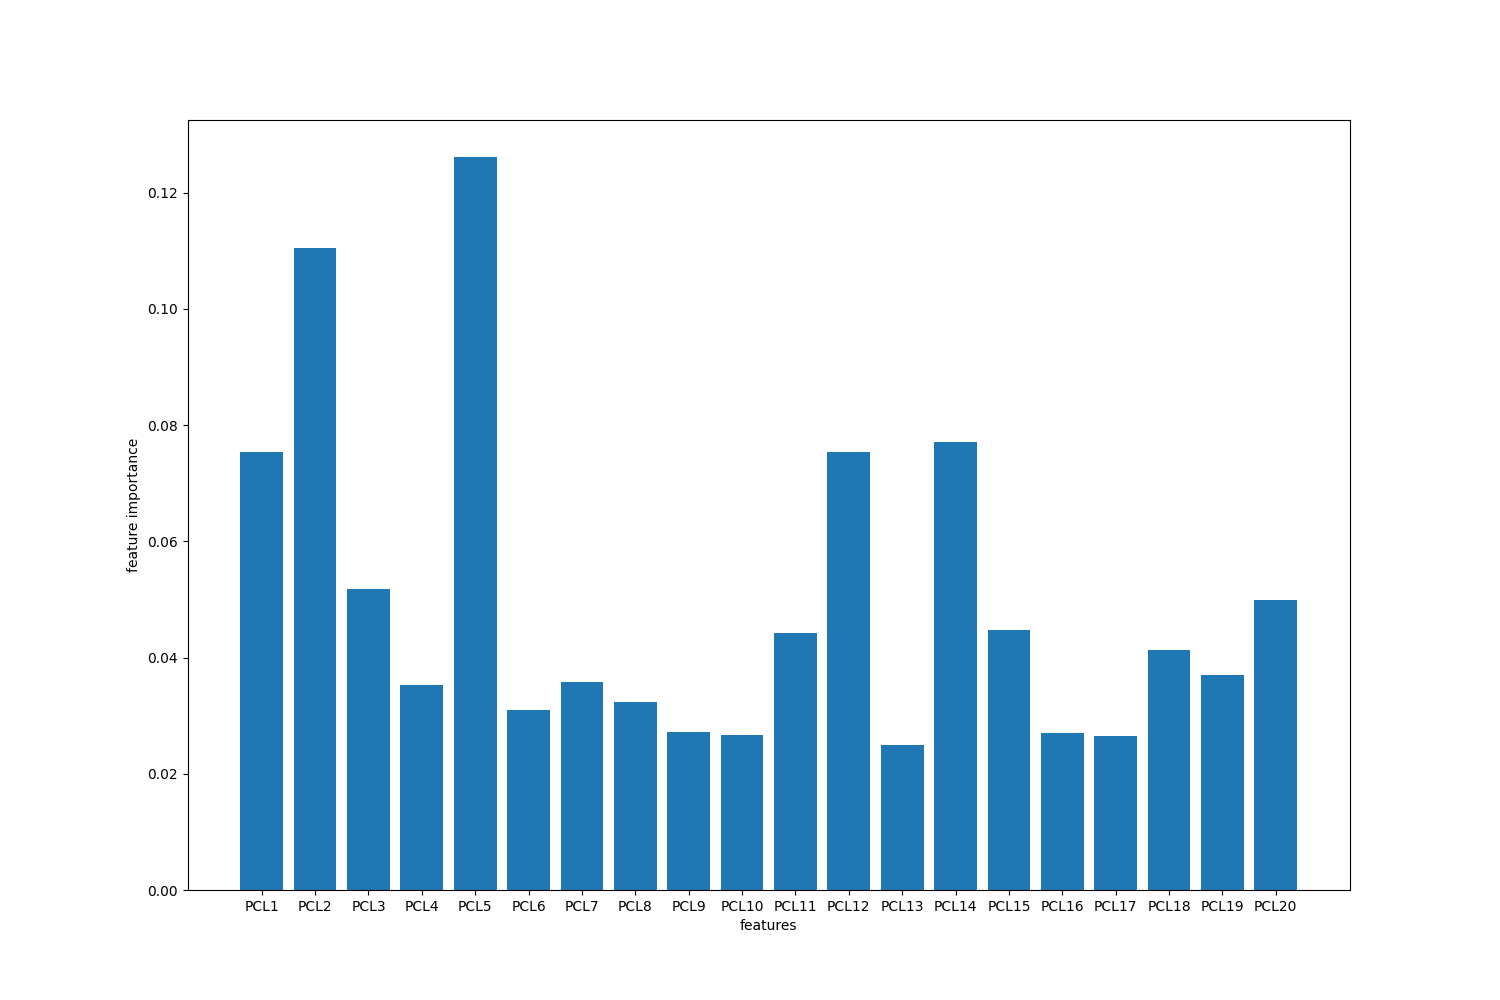 0.12
0.10
0.08
0.06
0.04
0.02
0.00
feature importance
PCL1 PCL2 PCL3 PCL4 PCL5 PCL6 PCL7 PCL8 PCL9 PCL10 PCL11 PCL12 PCL13 PCL14 PCL15 PCL16 PCL17 PCL18 PCL19 PCL20
features